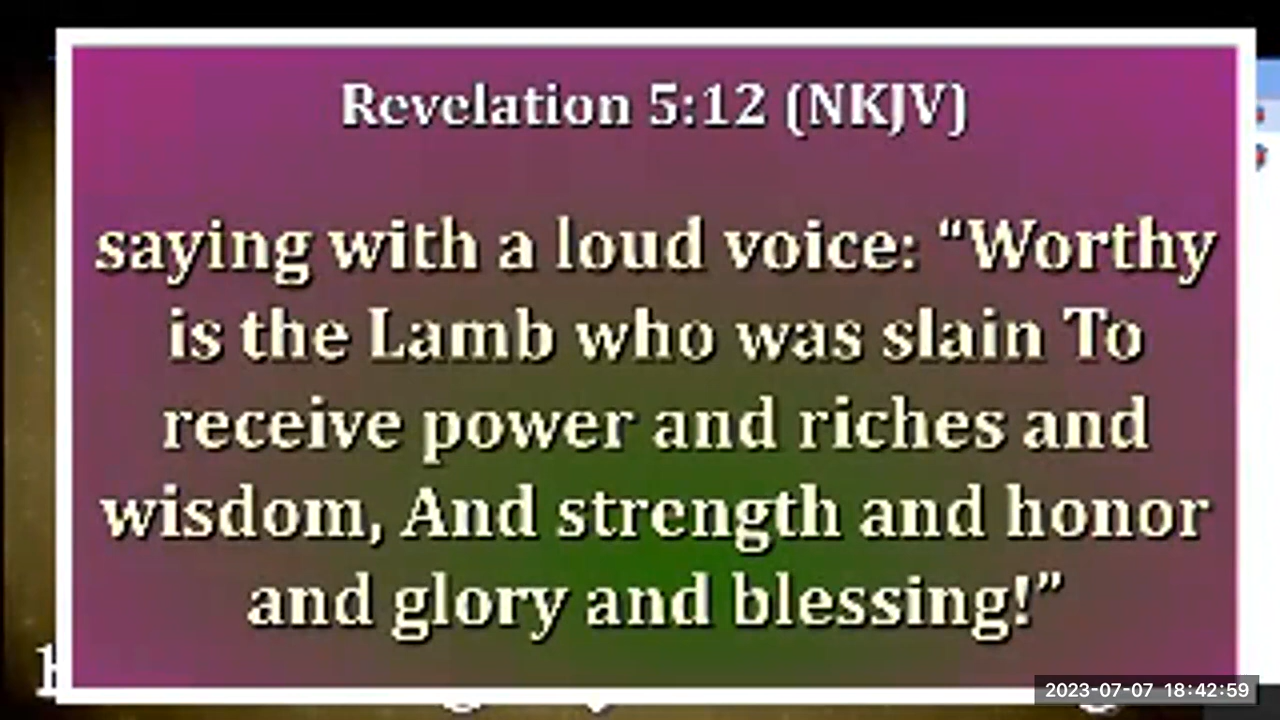 Revelation 5:12 (NKJV)
saying with a loud voice: “Worthy
is the Lamb who was slain To
receive power and riches and
wisdom, And strength and honor
and glory and blessing!”
2023-07-07 18:42:59